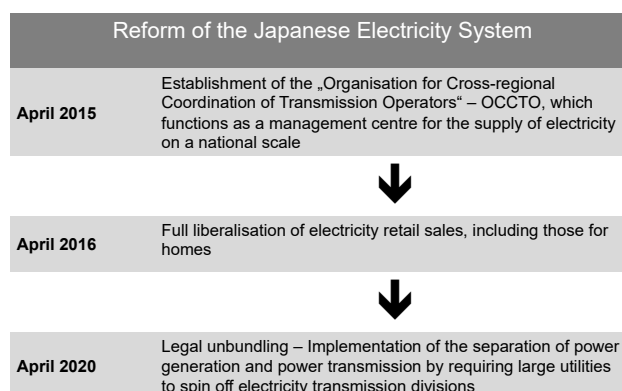 Reform of the Japanese Electricity System
April 2015
Establishment of the „Organisation for Cross-regional
Coordination of Transmission Operators“ – OCCTO, which
functions as a management centre for the supply of electricity
on a national scale
April 2016
Full liberalisation of electricity retail sales, including those for
homes
April 2020
Legal unbundling – Implementation of the separation of power
generation and power transmission by requiring large utilities
to spin off electricity transmission divisions